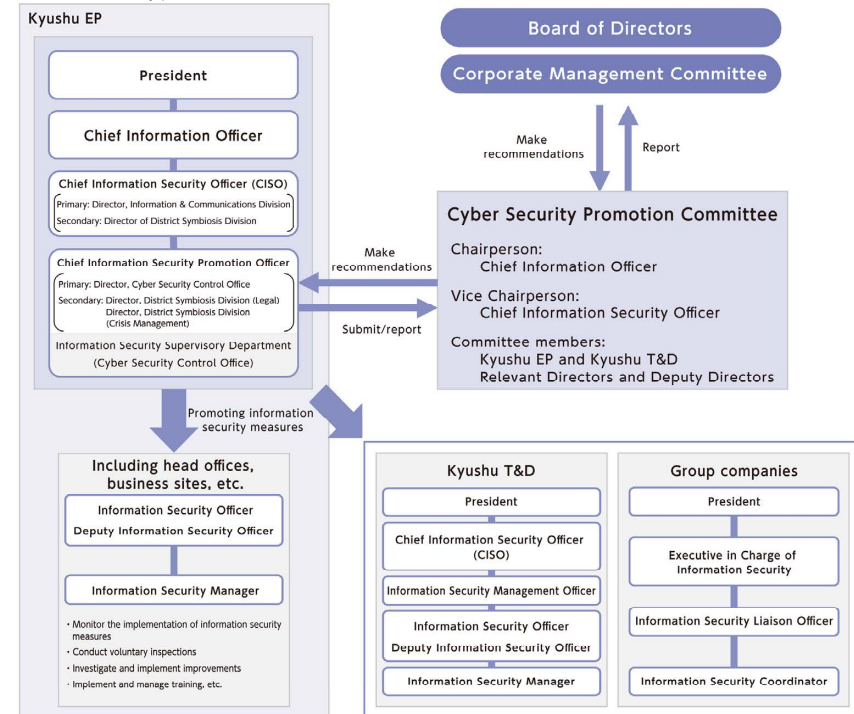 Kyushu EP
President
Chief Information Officer
Chief Information Security Officer (CISO)
Primary: Director, Information & Communications Division
Secondary: Director of District Symbiosis Division
Chief Information Security Promotion Officer
Primary: Director, Cyber Security Control Office
Secondary: Director, District Symbiosis Division (Legal)
Director, District Symbiosis Division
(Crisis Management)
Information Security Supervisory Department
(Cyber Security Control Office)
Board of Directors
Corporate Management Committee
Make
recommendations
Report
Cyber Security Promotion Committee
Chairperson:
Chief Information Officer
Vice Chairperson:
Chief Information Security Officer
Committee members:
Kyushu EP and Kyushu T&D
Relevant Directors and Deputy Directors
Make
recommendations
Submit/report
Promoting information
security measures
Including head offices,
business sites, etc.
Information Security Officer
Deputy Information Security Officer
Information Security Manager
・Monitor the implementation of information security
measures
・Conduct voluntary inspections
・Investigate and implement improvements
・Implement and manage training, etc.
Kyushu T&D
President
Chief Information Security Officer
(CISO)
Information Security Management Officer
Information Security Officer
Deputy Information Security Officer
Information Security Manager
Group companies
President
Executive in Charge of
Information Security
Information Security Liaison Officer
Information Security Coordinator